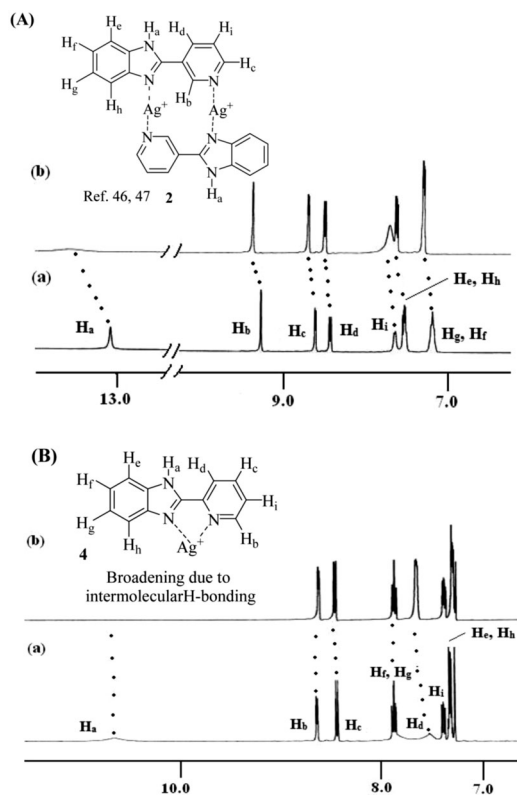 (A)
Ha
He
N
Hd
Hi
Hf
Hc
Hg
N
N
Hh
Hb
Ag+
Ag+
N
N
N
(b)
Ha
Ref. 46, 47 2
(a)
He, Hh
Ha
Hb
Hc
Hd
Hi
Hg, Hf
13.0
9.0
7.0
(B)
Ha
He
N
Hd
Hc
Hf
Hi
Hg
N
N
Hh
Hb
(b)
4
Ag+
Broadening due to
intermolecularH-bonding
(a)
He, Hh
Hf, Hg
Ha
Hb
Hc
Hd
Hi
10.0
8.0
7.0